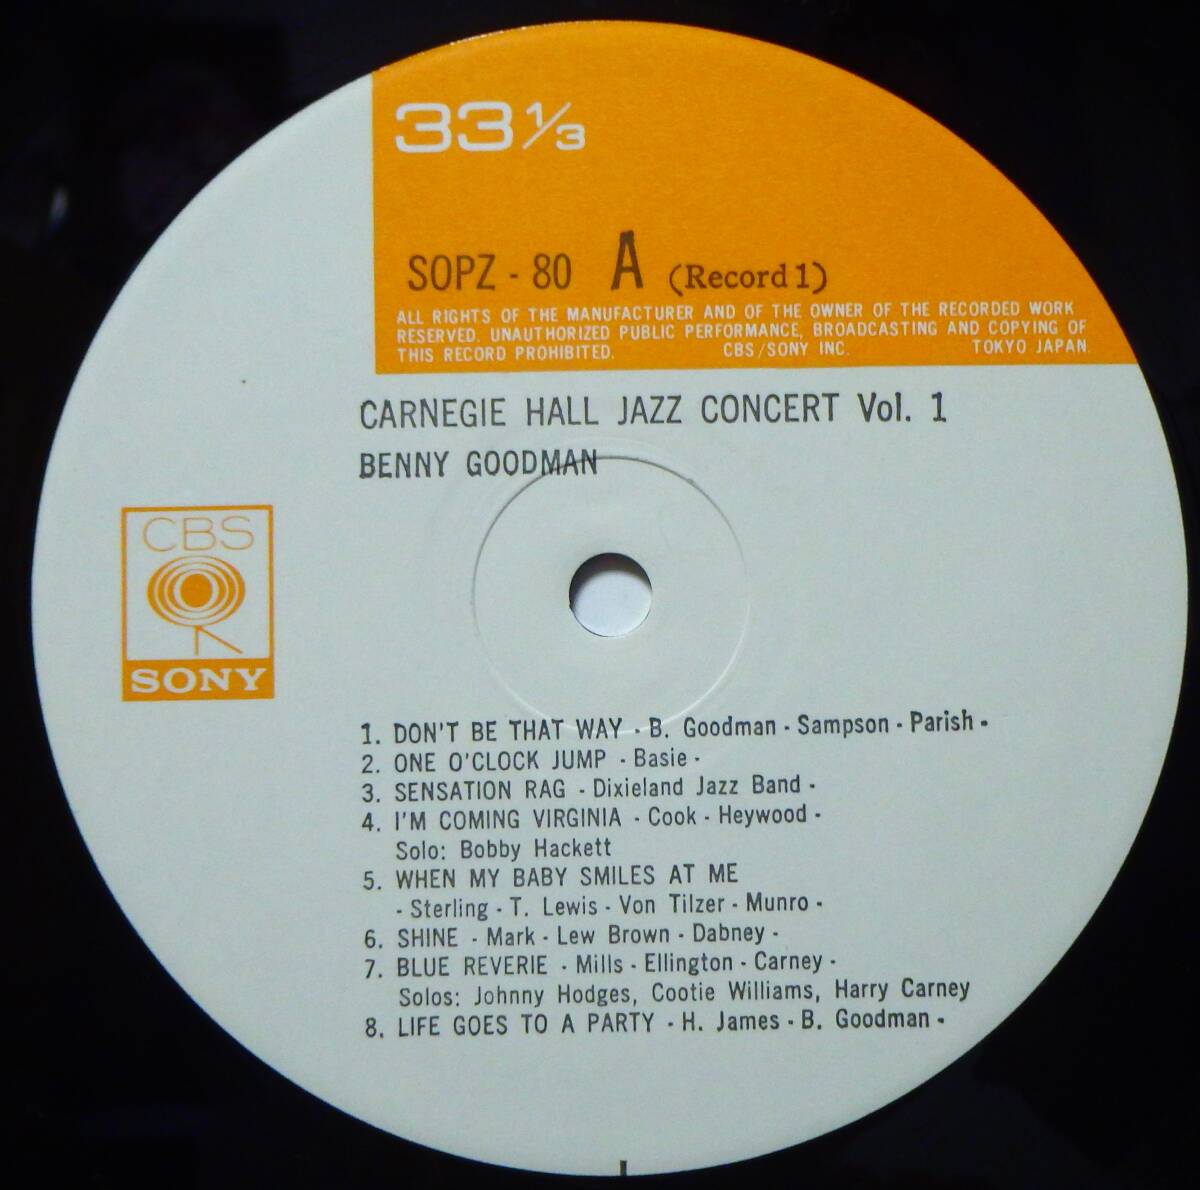 33 1/3
SOPZ - 80 A (Record 1)
ALL RIGHTS OF THE MANUFACTURER AND OF THE OWNER OF THE RECORDED WORK
RESERVED. UNAUTHORIZED PUBLIC PERFORMANCE, BROADCASTING AND COPYING OF
THIS RECORD PROHIBITED. CBS/SONY INC. TOKYO JAPAN.
CARNEGIE HALL JAZZ CONCERT Vol. 1
BENNY GOODMAN
CBS
SONY
1. DON'T BE THAT WAY - B. Goodman - Sampson - Parish -
2. ONE O'CLOCK JUMP - Basie -
3. SENSATION RAG - Dixieland Jazz Band -
4. I'M COMING VIRGINIA - Cook - Heywood -
Solo: Bobby Hackett
5. WHEN MY BABY SMILES AT ME
- Sterling - T. Lewis - Von Tilzer - Munro -
6. SHINE - Mark - Lew Brown - Dabney -
7. BLUE REVERIE - Mills - Ellington - Carney -
Solos: Johnny Hodges, Cootie Williams, Harry Carney
8. LIFE GOES TO A PARTY - H. James - B. Goodman -